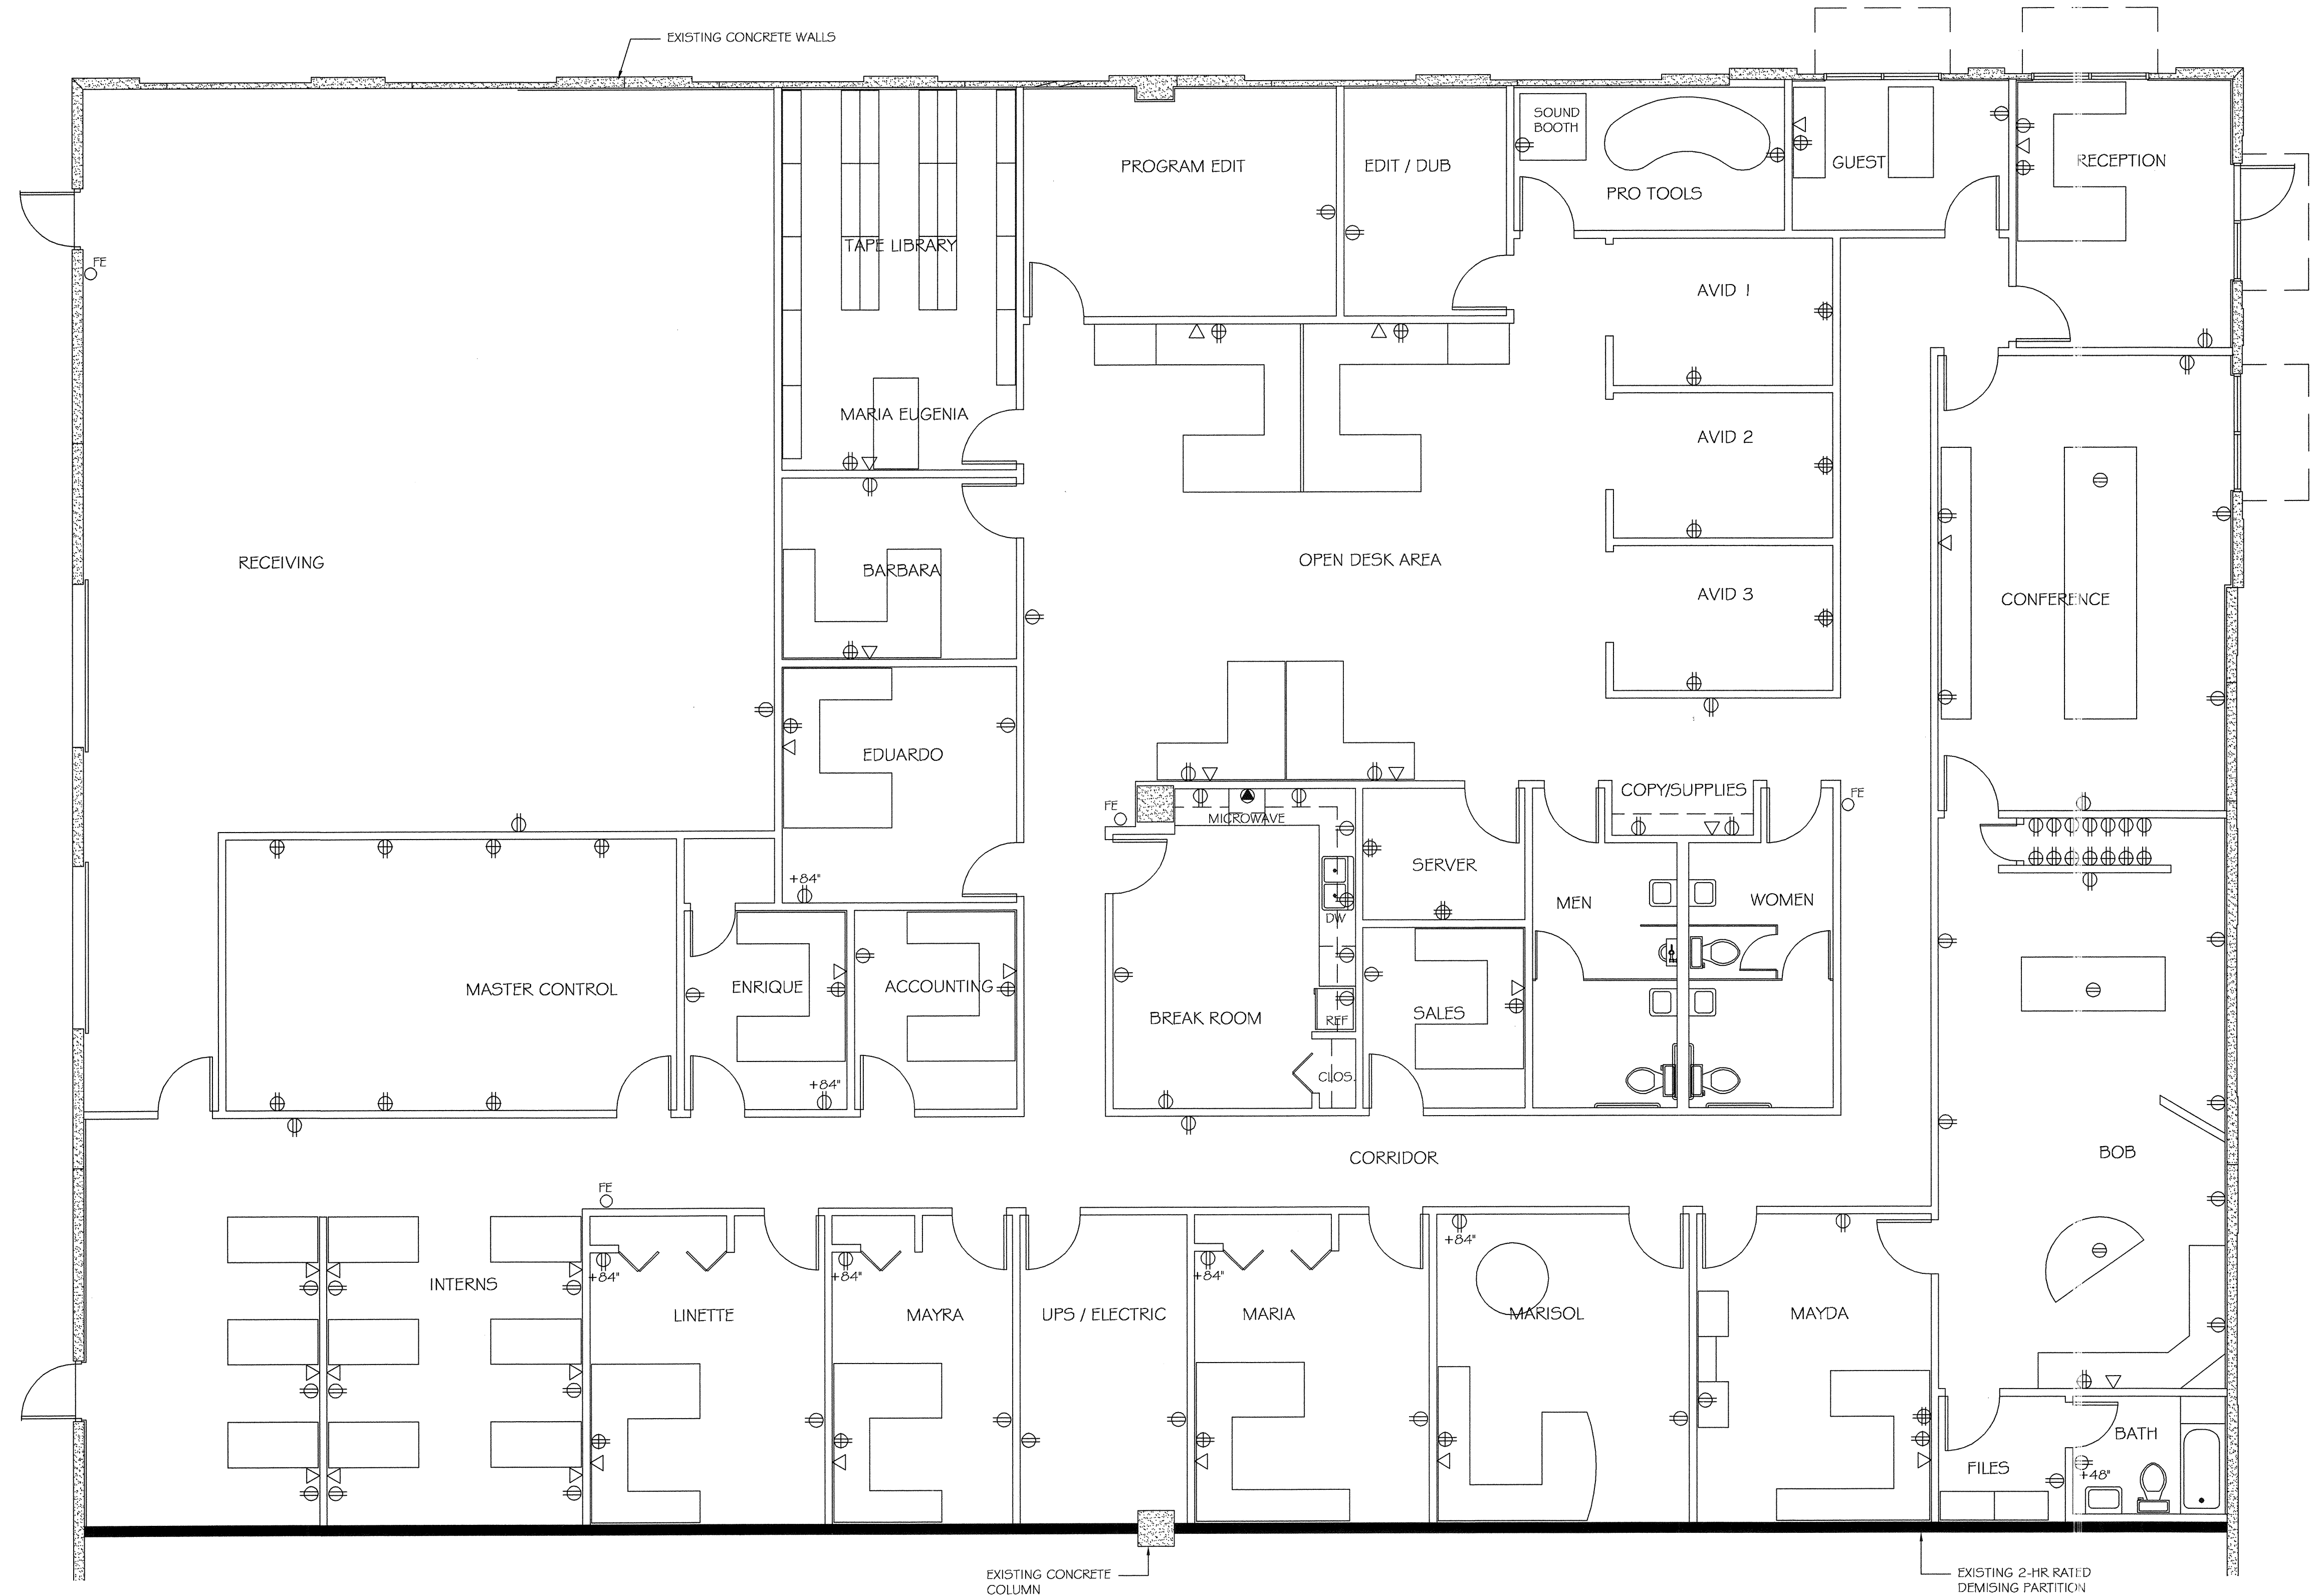 EXISTING CONCRETE WALLS
SOUND
BOOTH
PROGRAM EDIT
EDIT / DUB
GUEST
RECEPTION
PRO TOOLS
TAPE LIBRARY
FE
AVID 1
MARIA EUGENIA
AVID 2
RECEIVING
OPEN DESK AREA
BARBARA
AVID 3
CONFERENCE
EDUARDO
COPY/SUPPLIES
FE
FE
MICROWAVE
SERVER
+84"
MEN
WOMEN
DW
MASTER CONTROL
ENRIQUE
ACCOUNTING
BREAK ROOM
REF
SALES
CLOS.
+84"
CORRIDOR
BOB
FE
+84"
+84"
+84"
+84"
INTERNS
LINETTE
MAYRA
UPS / ELECTRIC
MARIA
MARISOL
MAYDA
BATH
FILES
+48"
EXISTING CONCRETE
COLUMN
EXISTING 2-HR RATED
DEMISING PARTITION